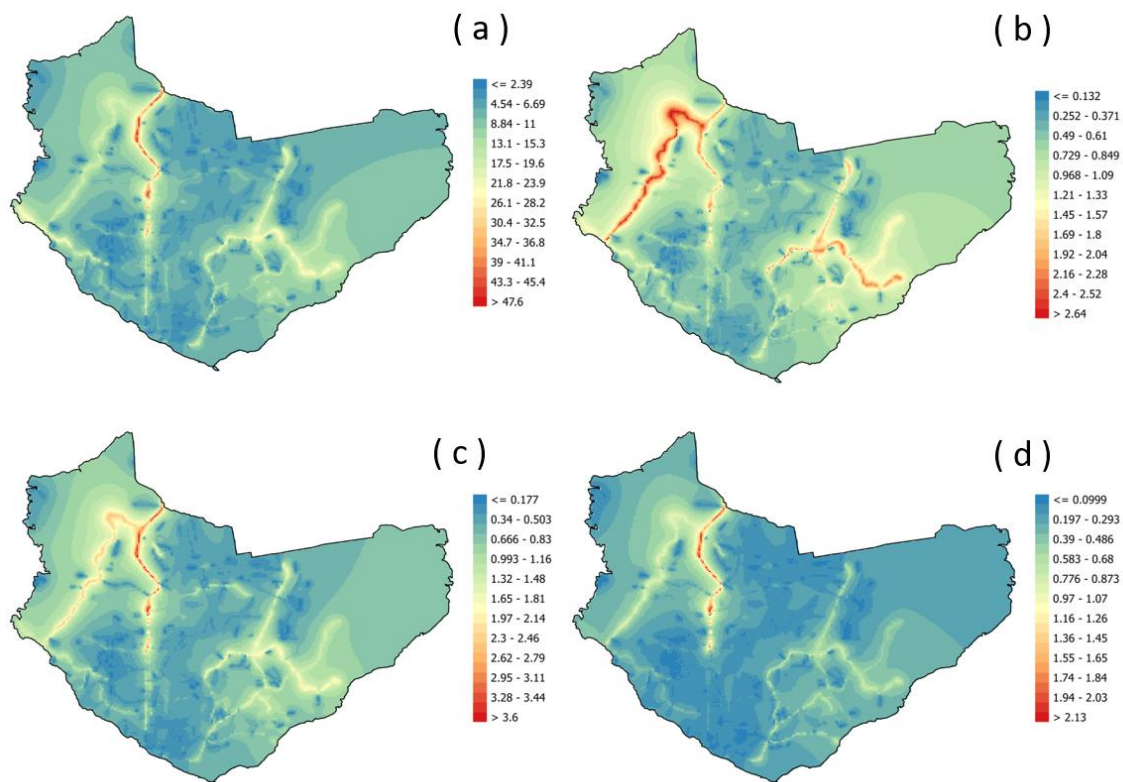 ( a )
<= 2.39
4.54 - 6.69
8.84 - 11
13.1 - 15.3
17.5 - 19.6
21.8 - 23.9
26.1 - 28.2
30.4 - 32.5
34.7 - 36.8
39 - 41.1
43.3 - 45.4
> 47.6
( b )
<= 0.132
0.252 - 0.371
0.49 - 0.61
0.729 - 0.849
0.968 - 1.09
1.21 - 1.33
1.45 - 1.57
1.69 - 1.8
1.92 - 2.04
2.16 - 2.28
2.4 - 2.52
> 2.64
( c )
<= 0.177
0.34 - 0.503
0.666 - 0.83
0.993 - 1.16
1.32 - 1.48
1.65 - 1.81
1.97 - 2.14
2.3 - 2.46
2.62 - 2.79
2.95 - 3.11
3.28 - 3.44
> 3.6
( d )
<= 0.0999
0.197 - 0.293
0.39 - 0.486
0.583 - 0.68
0.776 - 0.873
0.97 - 1.07
1.16 - 1.26
1.36 - 1.45
1.55 - 1.65
1.74 - 1.84
1.94 - 2.03
> 2.13